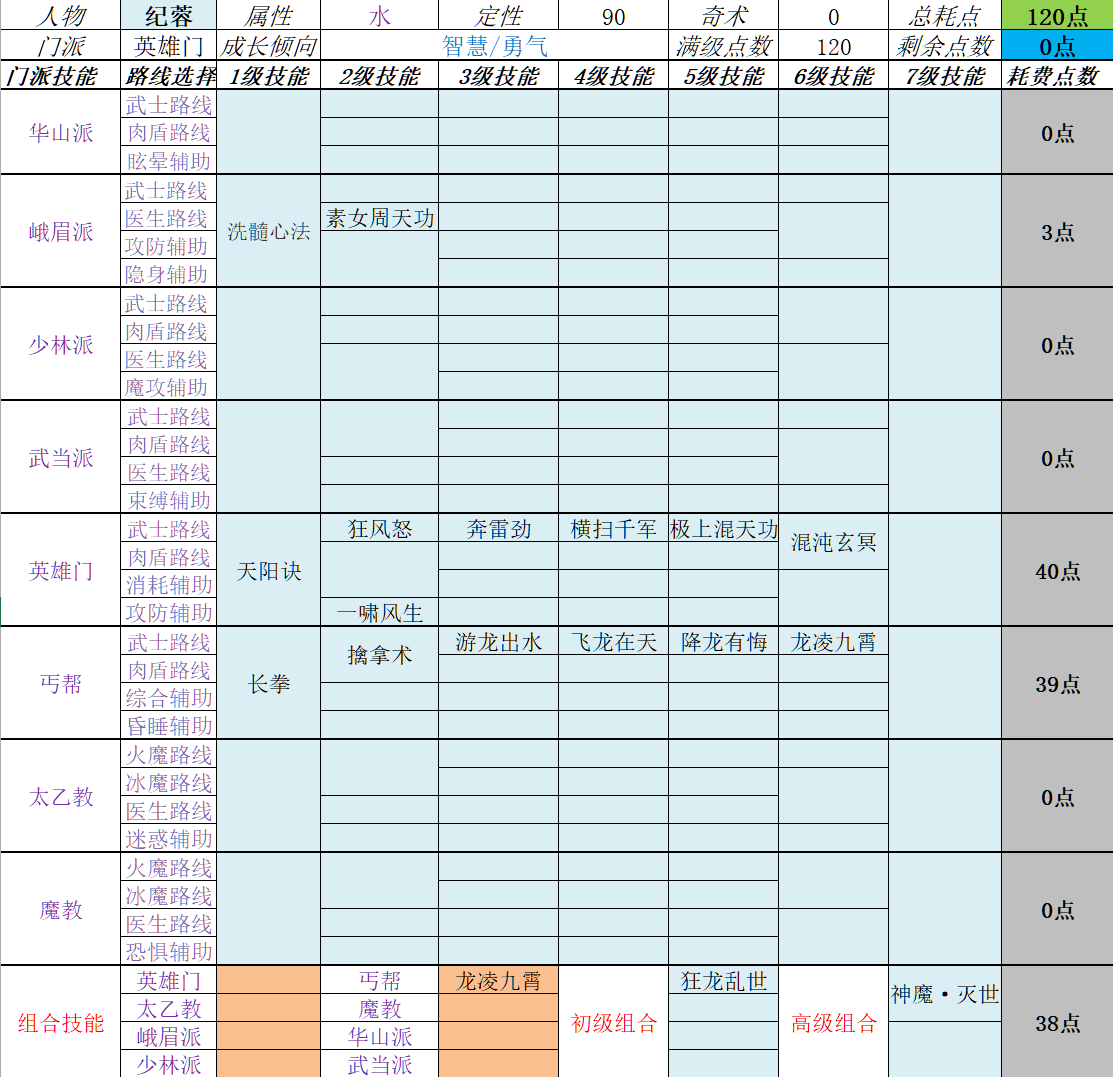 人物 纪蓉 属性 水 定性 90 奇术 0 总耗点 120点
门派 英雄门 成长倾向 智慧/勇气 满级点数 120 剩余点数 0点
门派技能 路线选择 1级技能 2级技能 3级技能 4级技能 5级技能 6级技能 7级技能 耗费点数
华山派 武士路线 0点
肉盾路线
眩晕辅助
峨眉派 武士路线 洗髓心法 3点
医生路线 素女周天功
攻防辅助
隐身辅助
少林派 武士路线 0点
肉盾路线
医生路线
魔攻辅助
武当派 武士路线 0点
肉盾路线
医生路线
束缚辅助
英雄门 武士路线 天阳诀 狂风怒 奔雷劲 横扫千军 极上混天功 混沌玄冥 40点
肉盾路线
消耗辅助
攻防辅助 一啸风生
丐帮 武士路线 长拳 擒拿术 游龙出水 飞龙在天 降龙有悔 龙凌九霄 39点
肉盾路线
综合辅助
昏睡辅助
太乙教 火魔路线 0点
冰魔路线
医生路线
迷惑辅助
魔教 火魔路线 0点
冰魔路线
医生路线
恐惧辅助
组合技能 英雄门 丐帮 龙凌九霄 初级组合 狂龙乱世 高级组合 神魔·灭世 38点
太乙教 魔教
峨眉派 华山派
少林派 武当派